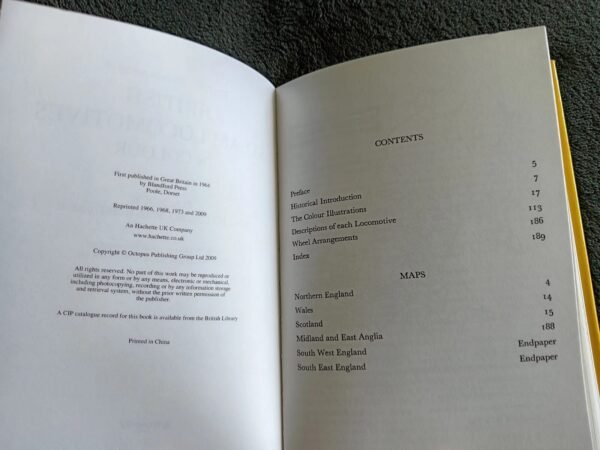 First published in Great Britain in 1964
by Blandford Press
Poole, Dorset
Reprinted 1966, 1968, 1973 and 2009
An Hachette UK Company
www.hachette.co.uk
Copyright © Octopus Publishing Group Ltd 2009
All rights reserved. No part of this work may be reproduced or
utilized in any form or by any means, electronic or mechanical,
including photocopying, recording or by any information storage
and retrieval system, without the prior written permission of
the publisher.
A CIP catalogue record for this book is available from the British Library
Printed in China
CONTENTS
Preface 5
Historical Introduction 7
The Colour Illustrations 17
Descriptions of each Locomotive 113
Wheel Arrangements 186
Index 189
MAPS
Northern England 4
Wales 14
Scotland 15
Midland and East Anglia 188
South West England Endpaper
South East England Endpaper